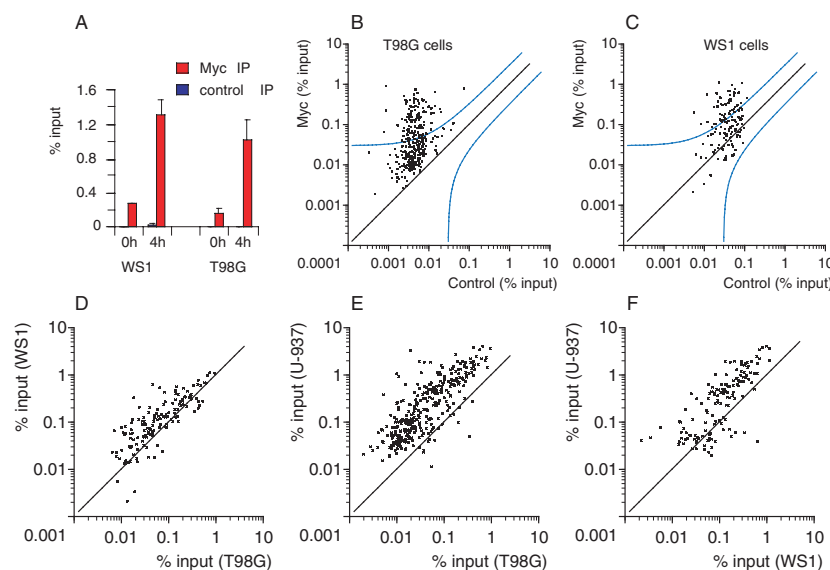 A
Myc IP
control IP
% input
1.6
1.2
0.8
0.4
0
0h 4h 0h 4h
WS1 T98G
B
T98G cells
Myc (% input)
10
1
0.1
0.01
0.001
0.0001
0.001 0.01 0.1 1 10
Control (% input)
C
WS1 cells
Myc (% input)
10
1
0.1
0.01
0.001
0.0001
0.001 0.01 0.1 1 10
Control (% input)
D
% input (WS1)
10
1
0.1
0.01
0.001
0.01 0.1 1 10
% input (T98G)
E
% input (U-937)
10
1
0.1
0.01
0.001
0.01 0.1 1 10
% input (T98G)
F
% input (U-937)
10
1
0.1
0.01
0.001
0.01 0.1 1 10
% input (WS1)